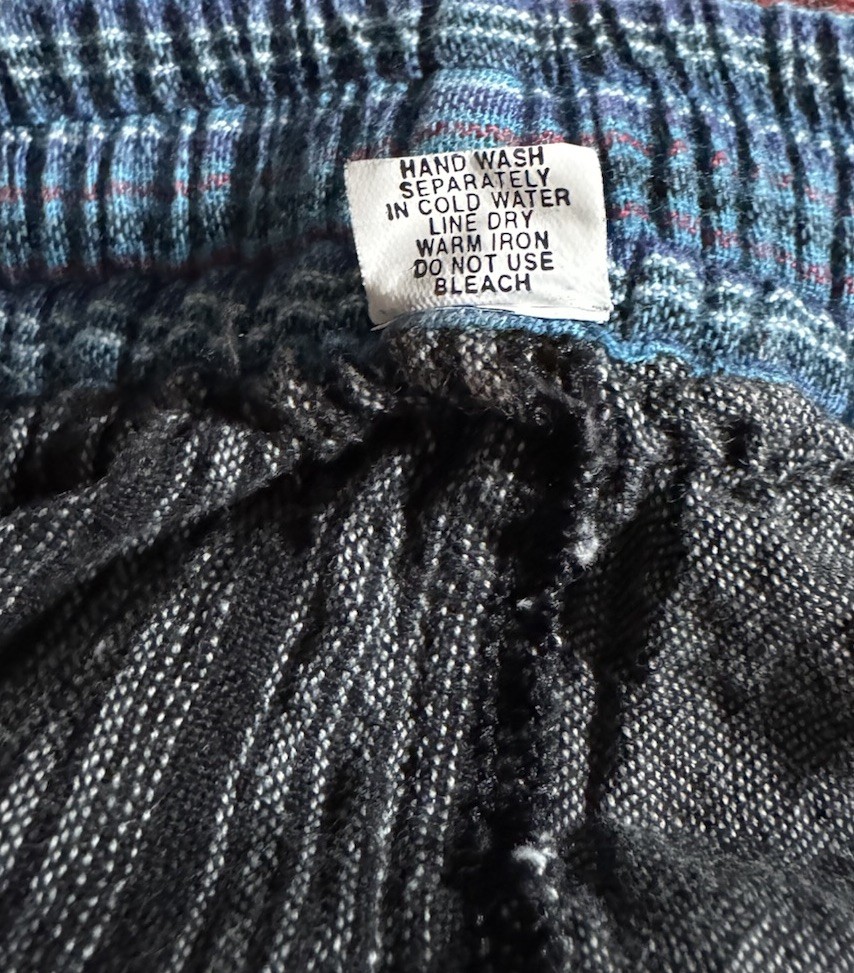 HAND WASH
SEPARATELY
IN COLD WATER
LINE DRY
WARM IRON
DO NOT USE
BLEACH